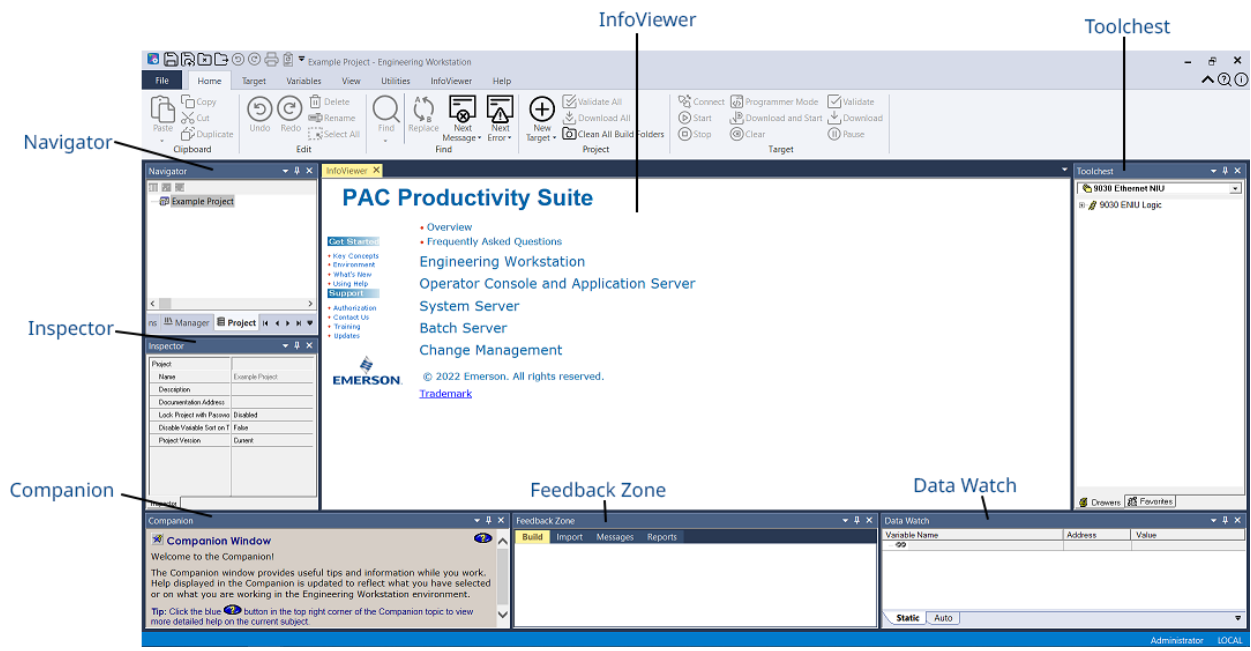 InfoViewer
Toolchest
Navigator
Inspector
Companion
Feedback Zone
Data Watch
Example Project - Engineering Workstation
File Home Target Variables View Utilities InfoViewer Help
Paste
Copy
Cut
Duplicate
Clipboard
Undo
Redo
Delete
Rename
Select All
Edit
Find
Replace
Next Message
Next Error
Find
New Target
Validate All
Download All
Clean All Build Folders
Project
Connect
Programmer Mode
Validate
Start
Download and Start
Download
Stop
Clear
Pause
Target
Navigator
Example Project
ns Manager Project
Inspector
Project
Name Example Project
Description
Documentation Address
Lock Project with Passwo Disabled
Disable Variable Sort on T False
Project Version Current
Inspector
InfoViewer
PAC Productivity Suite
Get Started
Key Concepts
Environment
What's New
Using Help
Support
Authorization
Contact Us
Training
Updates
EMERSON.
• Overview
• Frequently Asked Questions
Engineering Workstation
Operator Console and Application Server
System Server
Batch Server
Change Management
© 2022 Emerson. All rights reserved.
Trademark
Toolchest
9030 Ethernet NIU
9030 ENIU Logic
Drawers Favorites
Companion
Companion Window
Welcome to the Companion!
The Companion window provides useful tips and information while you work.
Help displayed in the Companion is updated to reflect what you have selected
or on what you are working in the Engineering Workstation environment.
Tip: Click the blue ? button in the top right corner of the Companion topic to view
more detailed help on the current subject.
Feedback Zone
Build Import Messages Reports
Data Watch
Variable Name Address Value
Static Auto
Administrator LOCAL